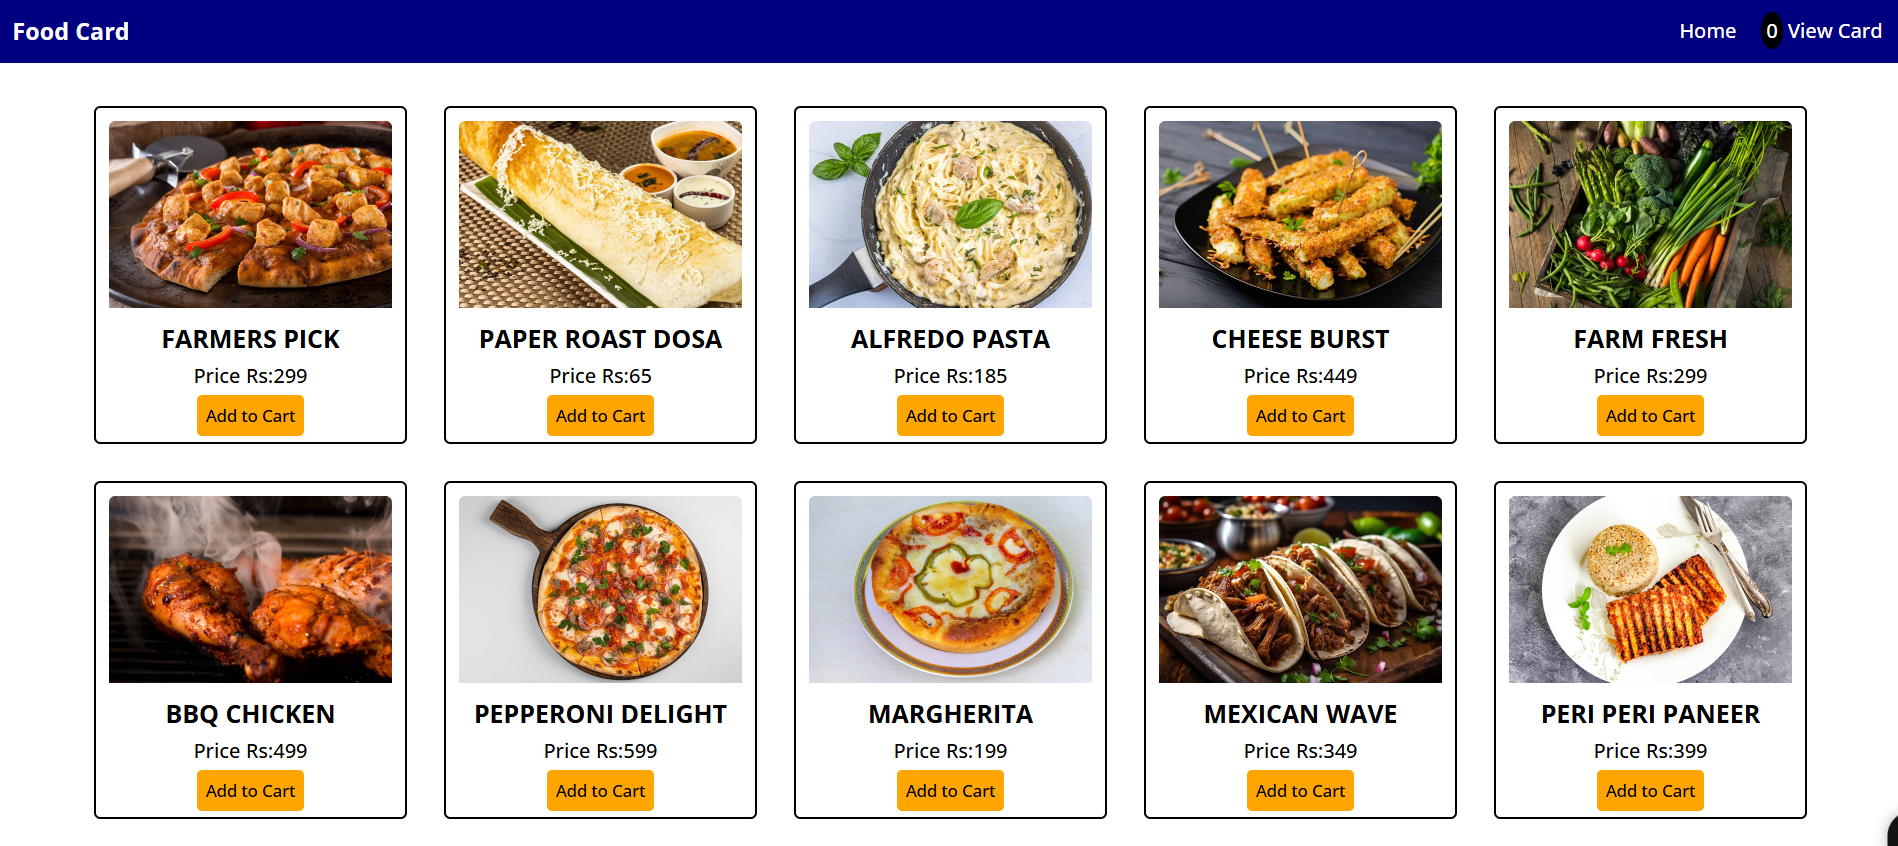 Food Card
Home 0 View Card
FARMERS PICK
Price Rs:299
Add to Cart
PAPER ROAST DOSA
Price Rs:65
Add to Cart
ALFREDO PASTA
Price Rs:185
Add to Cart
CHEESE BURST
Price Rs:449
Add to Cart
FARM FRESH
Price Rs:299
Add to Cart
BBQ CHICKEN
Price Rs:499
Add to Cart
PEPPERONI DELIGHT
Price Rs:599
Add to Cart
MARGHERITA
Price Rs:199
Add to Cart
MEXICAN WAVE
Price Rs:349
Add to Cart
PERI PERI PANEER
Price Rs:399
Add to Cart